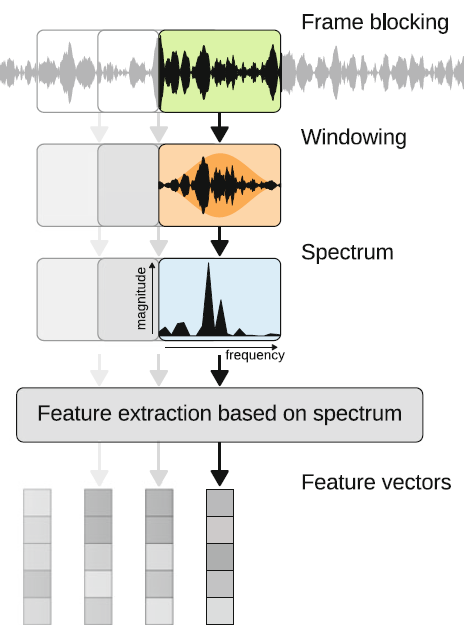 Frame blocking
Windowing
Spectrum
magnitude
frequency
Feature extraction based on spectrum
Feature vectors